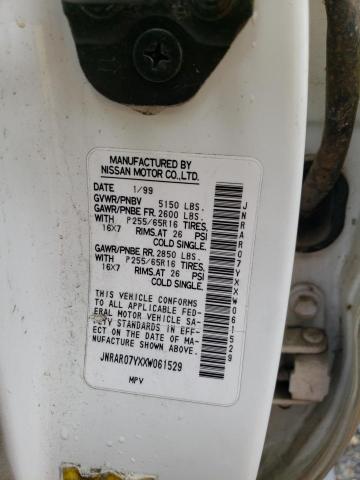 MANUFACTURED BY
NISSAN MOTOR CO.,LTD.
DATE 1/99
GVWR/PNBV 5150 LBS.
GAWR/PNBE FR. 2600 LBS.
WITH P255/65R16 TIRES,
16X7 RIMS.AT 26 PSI
COLD SINGLE.
GAWR/PNBE RR. 2850 LBS.
WITH P255/65R16 TIRES,
16X7 RIMS.AT 26 PSI
COLD SINGLE.
THIS VEHICLE CONFORMS
TO ALL APPLICABLE FED-
ERAL MOTOR VEHICLE SA-
FETY STANDARDS IN EFF-
ECT ON THE DATE OF MA-
NUFACTURE SHOWN ABOVE.
JNRAR07YXXW061529
MPV
JNRAR07YXXW061529